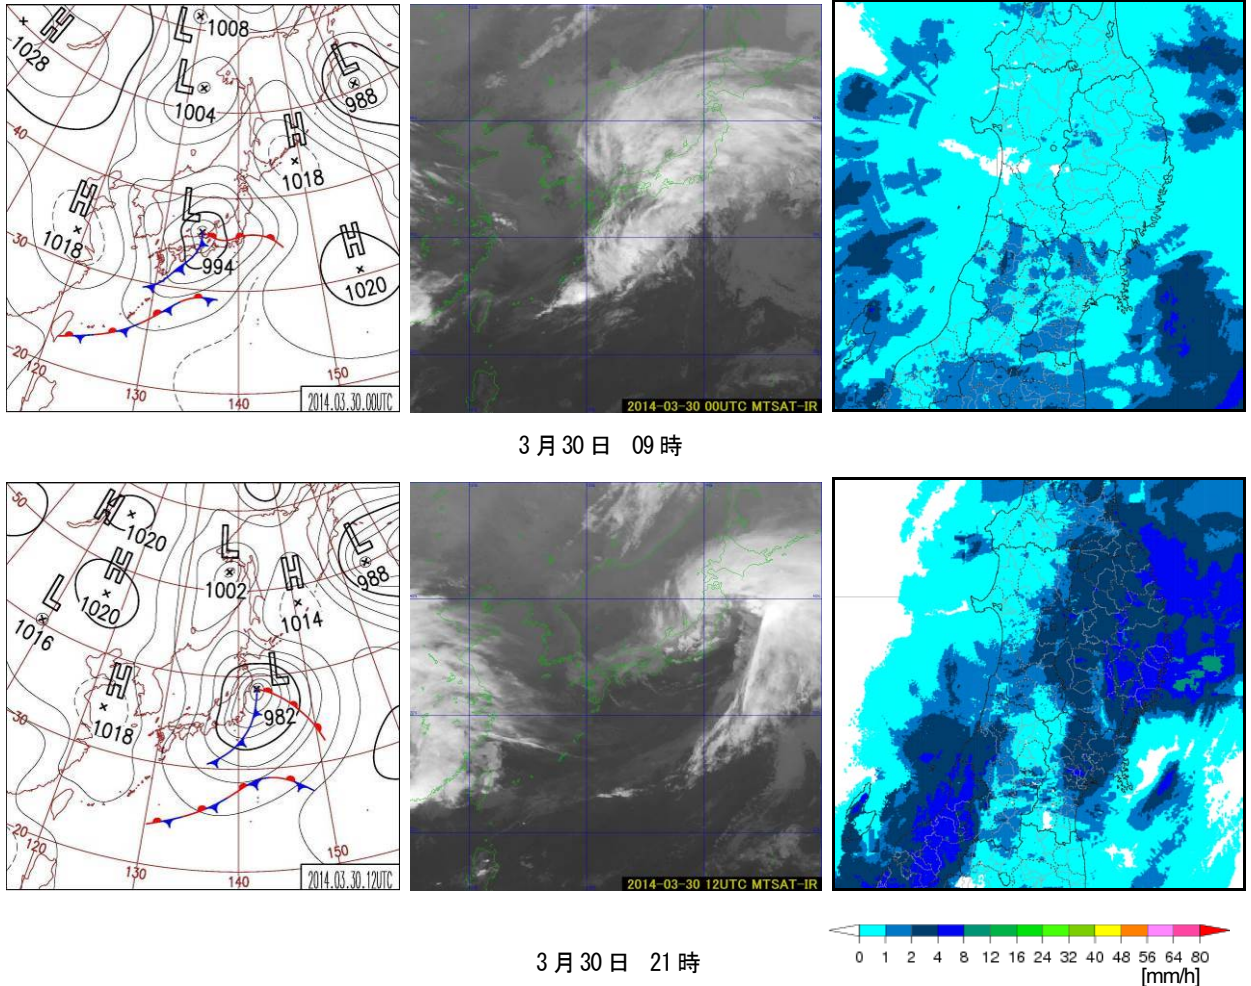 H
1028
L
1008
L
1004
L
988
H
1018
40
H
1018
L
994
H
1020
30
20
120
130
140
150
2014.03.30.00UTC
2014-03-30 00UTC MTSAT-IR
3月30日 09時
50
H
1020
L
1002
L
988
H
1020
H
1014
L
1016
40
H
1018
L
982
30
20
120
130
140
150
2014.03.30.12UTC
2014-03-30 12UTC MTSAT-IR
3月30日 21時
0 1 2 4 8 12 16 24 32 40 48 56 64 80
[mm/h]